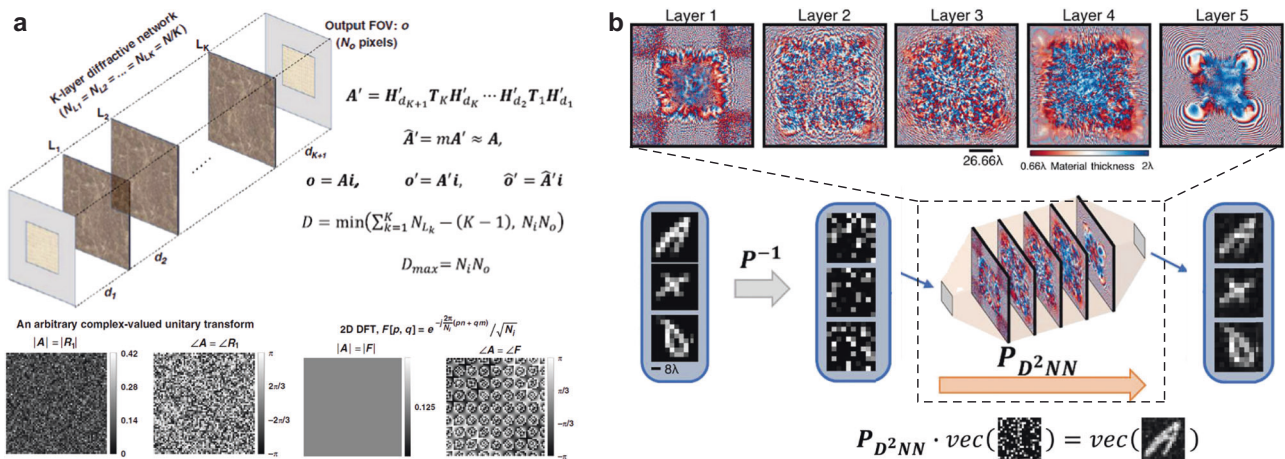 a
K-layer diffractive network
(N_{L1} = N_{L2} = ... = N_{LK} = N/K)
Output FOV: o
(N_o pixels)
L_K
L_2
L_1
.....
d_{K+1}
d_2
d_1
A′ = H′_{d_{K+1}} T_K H′_{d_K} ⋯ H′_{d_2} T_1 H′_{d_1}
Â′ = mA′ ≈ A,
o = Ai, o′ = A′i, ô′ = Â′i
D = min(∑_{k=1}^{K} N_{L_k} − (K − 1), N_i N_o)
D_{max} = N_i N_o
An arbitrary complex-valued unitary transform
|A| = |R_1|
∠A = ∠R_1
0.42
0.28
0.14
0
π
2π/3
−2π/3
−π
2D DFT, F[p, q] = e^{−j\frac{2π}{N_i}(pn + qm)}/√N_i
|A| = |F|
∠A = ∠F
0.125
π
π/3
−π/3
−π
b
Layer 1 Layer 2 Layer 3 Layer 4 Layer 5
26.66λ
0.66λ Material thickness 2λ
P^{−1}
8λ
P_{D²NN}
P_{D²NN} · vec( ) = vec( )